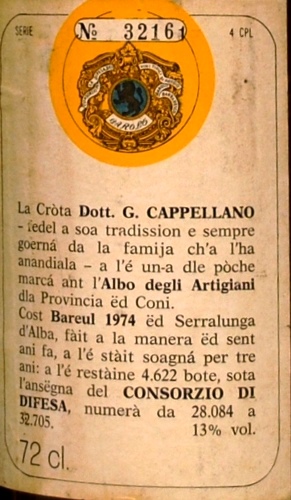 SERIE
Nº 32161
4 CPL
BAROLO
La Cròta Dott. G. CAPPELLANO
- fedel a soa tradission e sempre
goernà da la famija ch'a l'ha
anandiala - a l'é un-a dle pòche
marcà ant l'Albo degli Artigiani
dla Provincia ëd Coni.
Cost Bareul 1974 ëd Serralunga
d'Alba, fàit a la manera ëd sent
ani fa, a l'é stàit soagnà per tre
ani: a l'é restàine 4.622 bote, sota
l'ansëgna del CONSORZIO DI
DIFESA, numerà da 28.084 a
32.705.
13% vol.
72 cl.